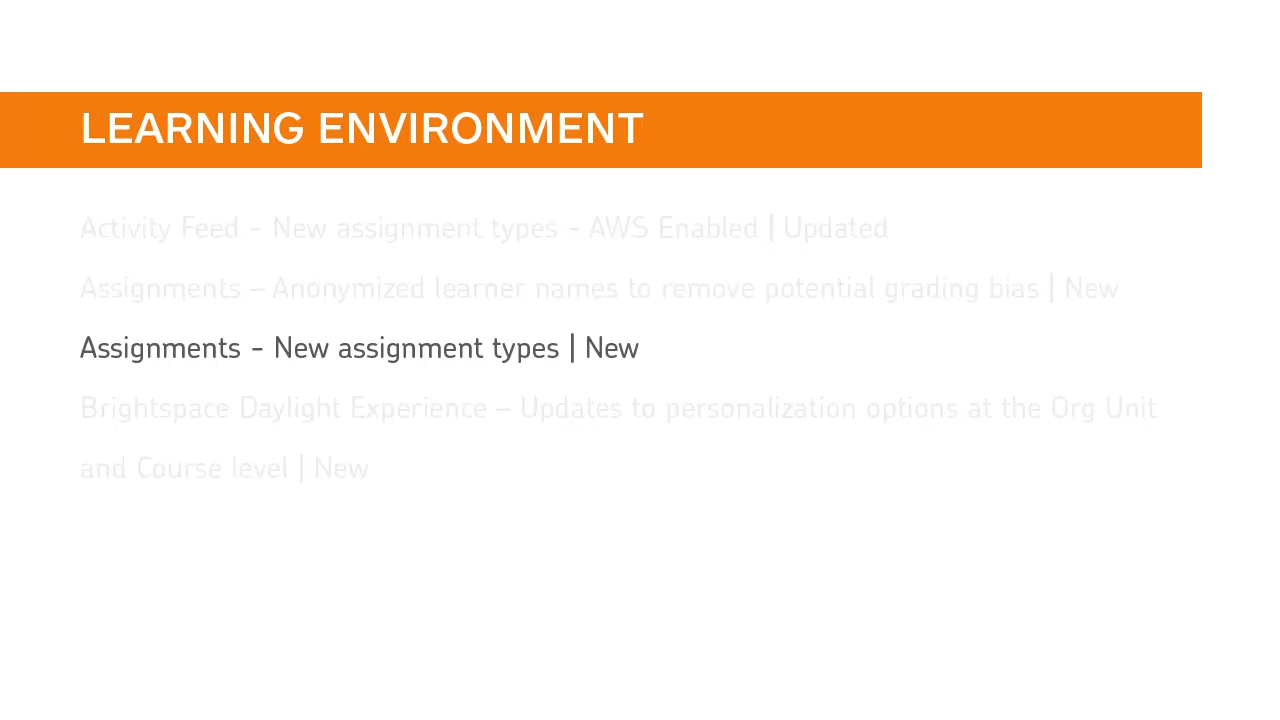 LEARNING ENVIRONMENT
Activity Feed - New assignment types - AWS Enabled | Updated
Assignments – Anonymized learner names to remove potential grading bias | New
Assignments - New assignment types | New
Brightspace Daylight Experience – Updates to personalization options at the Org Unit
and Course level | New